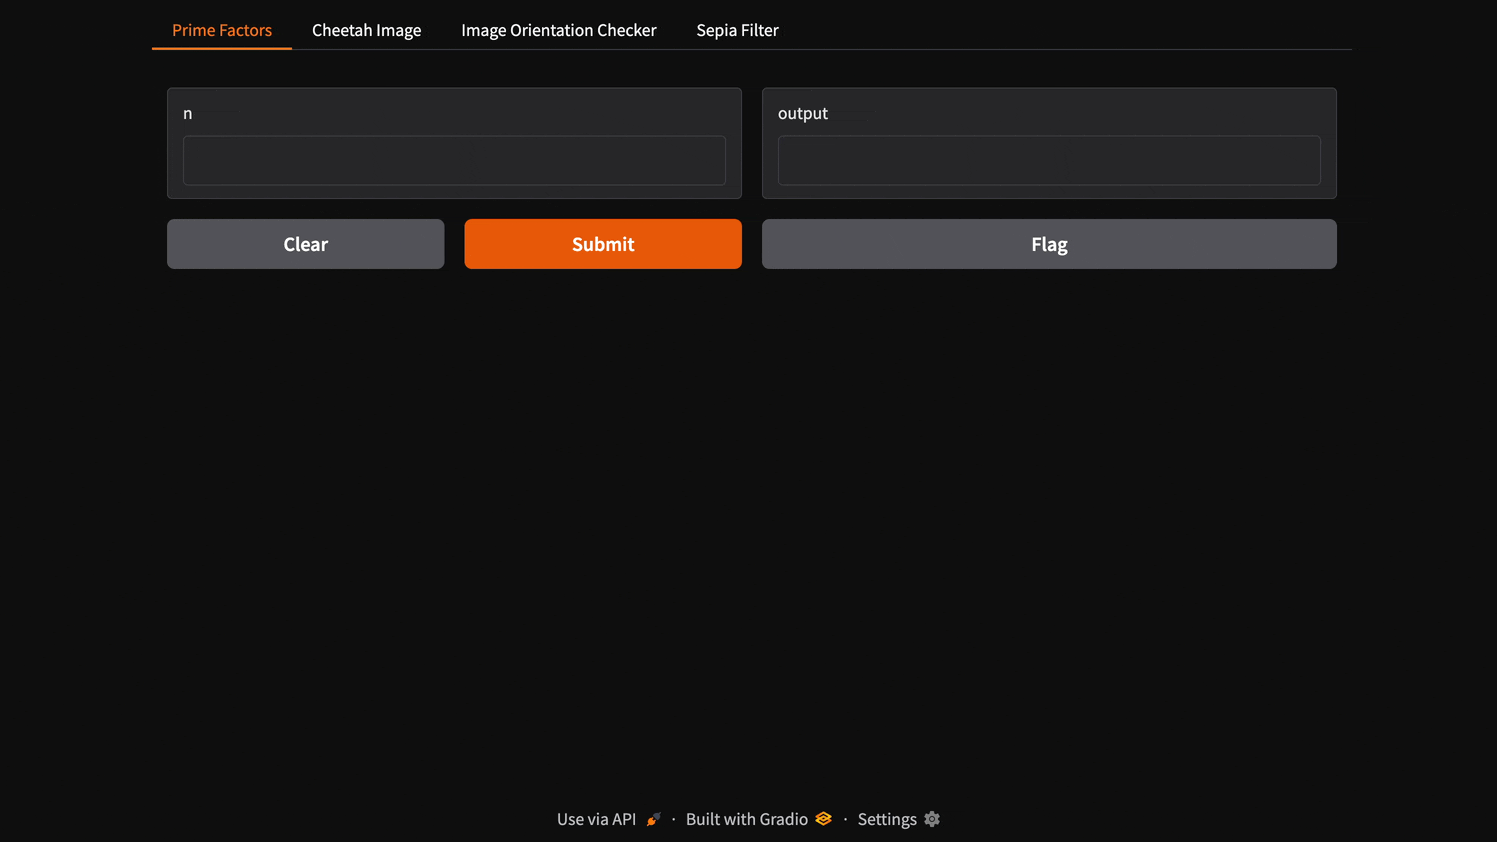 Prime Factors Cheetah Image Image Orientation Checker Sepia Filter
n output
Clear Submit Flag
Use via API · Built with Gradio · Settings